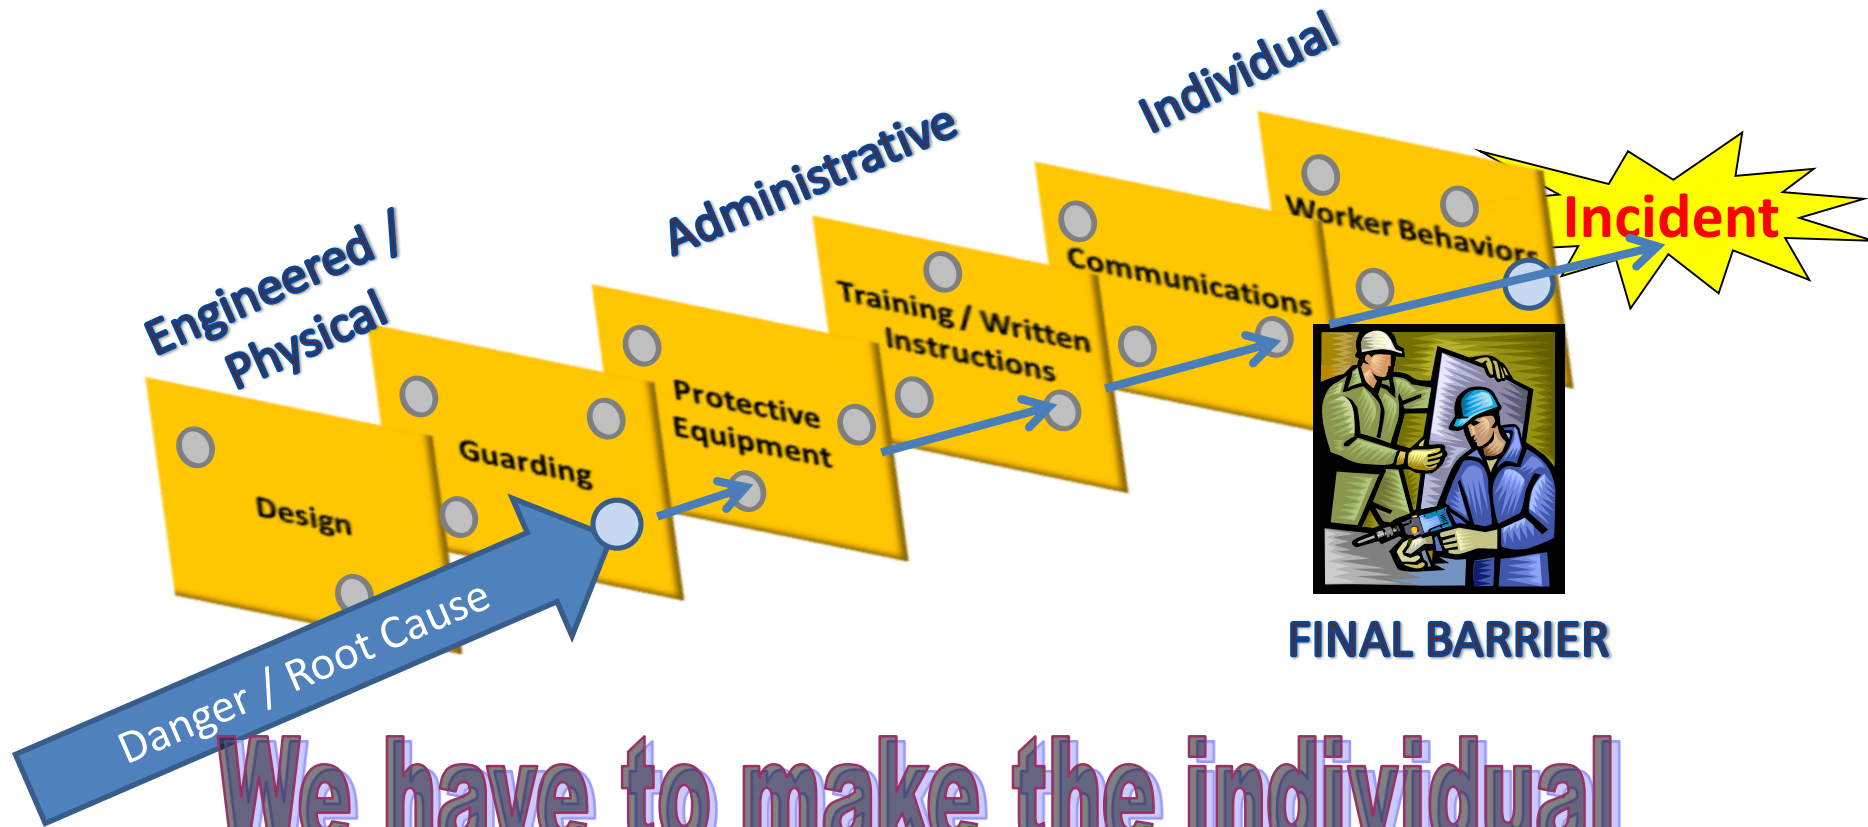 Engineered /
Physical
Administrative
Individual
Design
Guarding
Protective
Equipment
Training / Written
Instructions
Communications
Worker Behaviors
Incident
Danger / Root Cause
FINAL BARRIER
We have to make the individual